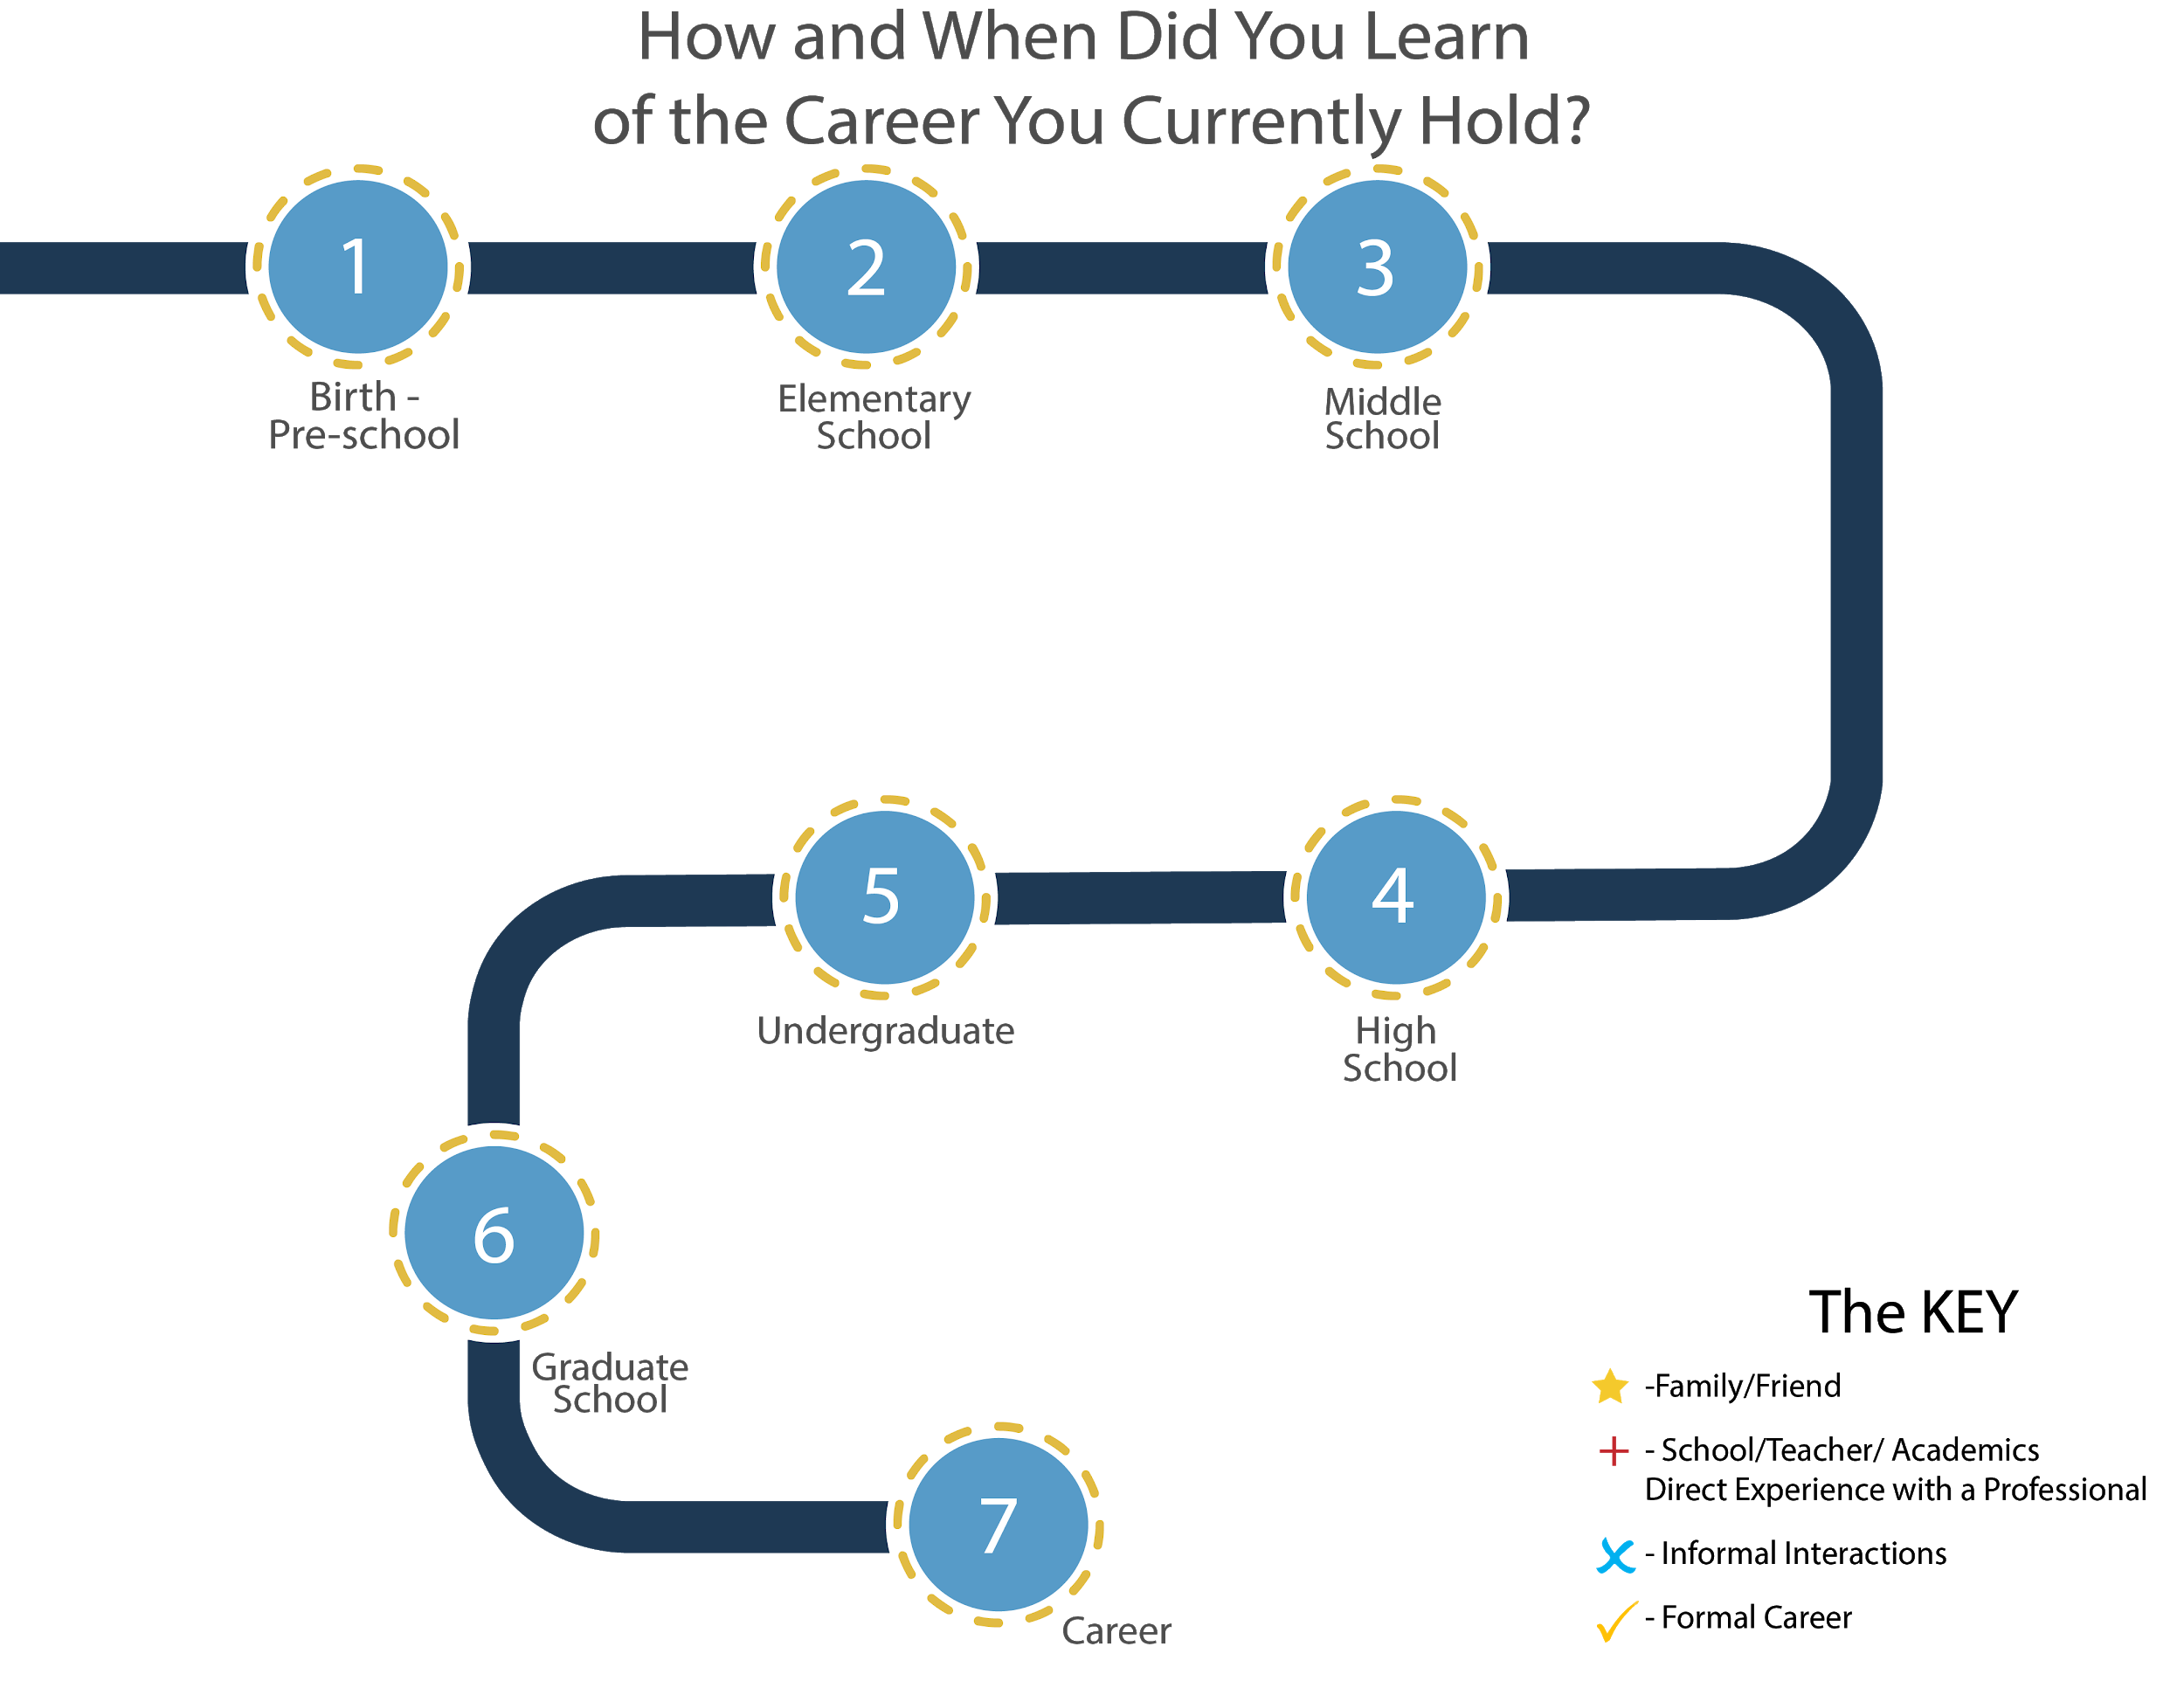 How and When Did You Learn
of the Career You Currently Hold?
1
2
3
Birth -
Pre-school
Elementary
School
Middle
School
5
4
Undergraduate
High
School
6
Graduate
School
7
Career
The KEY
-Family/Friend
- School/Teacher/ Academics
Direct Experience with a Professional
- Informal Interactions
- Formal Career